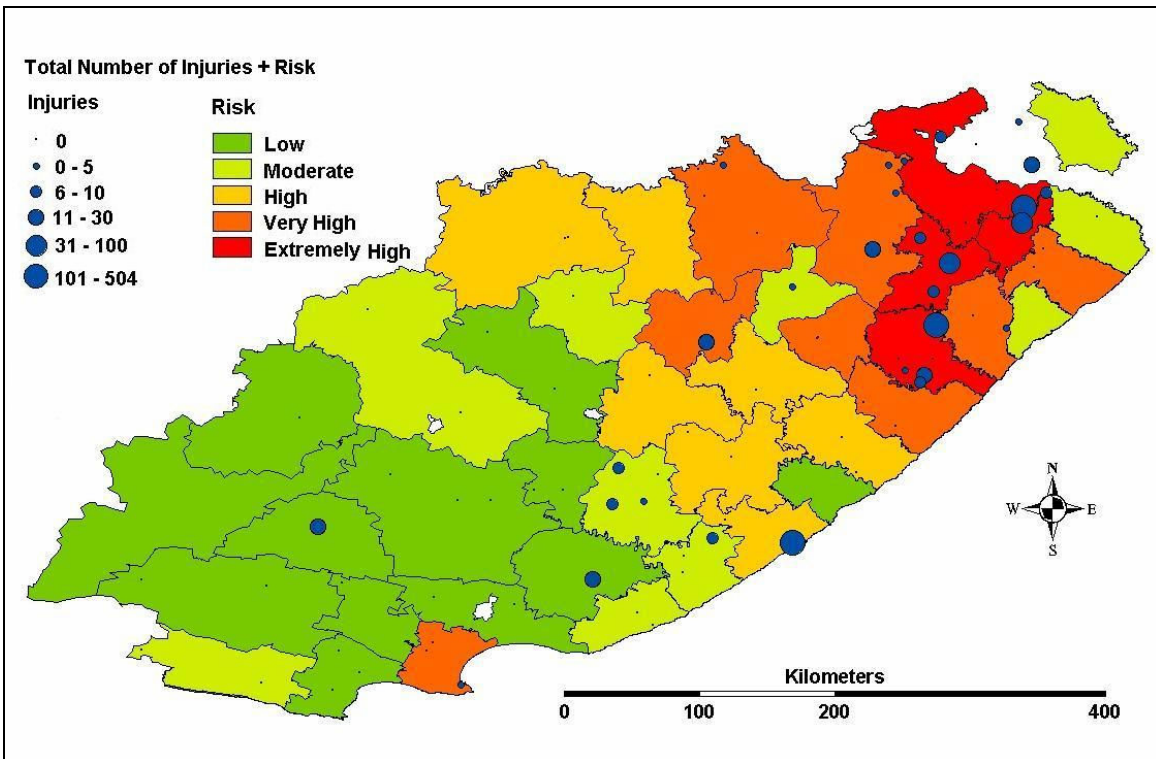 Total Number of Injuries + Risk
Injuries
0
0 - 5
6 - 10
11 - 30
31 - 100
101 - 504
Risk
Low
Moderate
High
Very High
Extremely High
N
W E
S
Kilometers
0 100 200 400